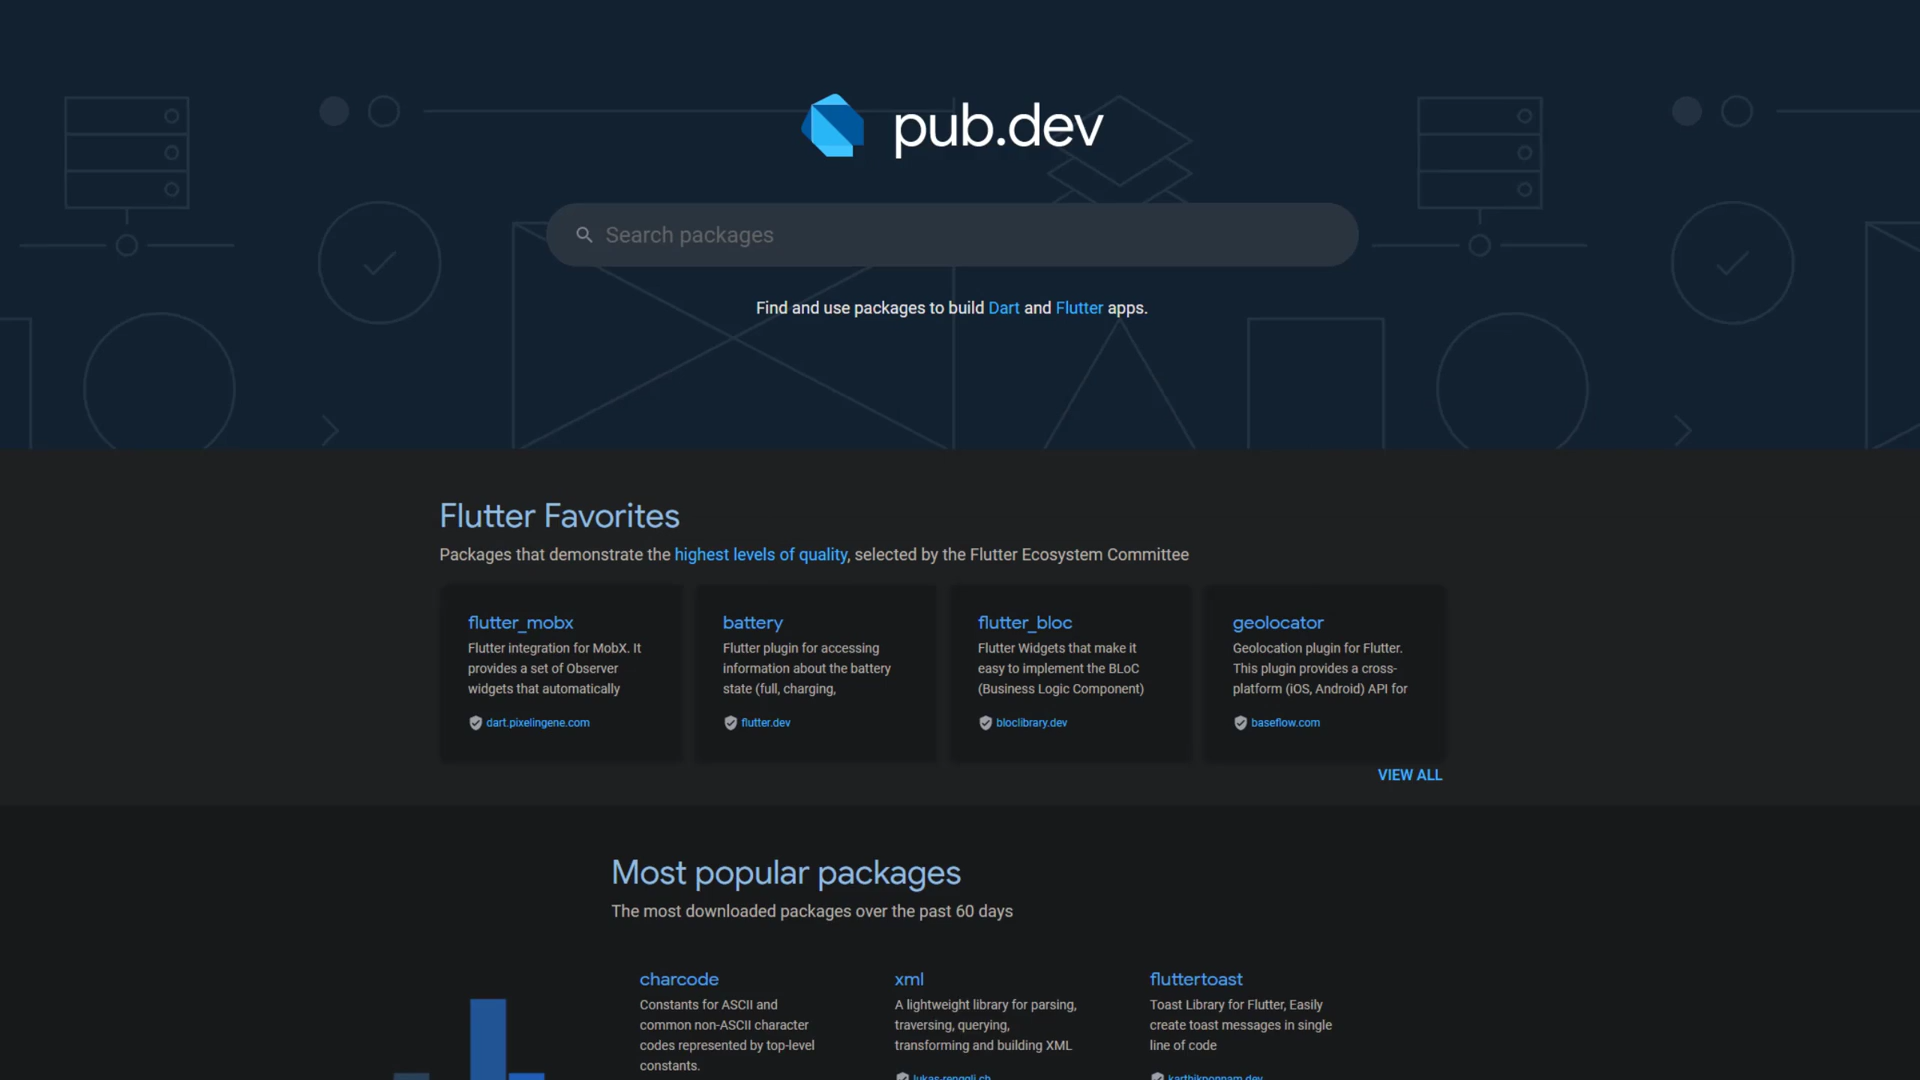 pub.dev
Search packages
Find and use packages to build Dart and Flutter apps.
Flutter Favorites
Packages that demonstrate the highest levels of quality, selected by the Flutter Ecosystem Committee
flutter_mobx
Flutter integration for MobX. It
provides a set of Observer
widgets that automatically
dart.pixelingene.com
battery
Flutter plugin for accessing
information about the battery
state (full, charging,
flutter.dev
flutter_bloc
Flutter Widgets that make it
easy to implement the BLoC
(Business Logic Component)
bloclibrary.dev
geolocator
Geolocation plugin for Flutter.
This plugin provides a cross-
platform (iOS, Android) API for
baseflow.com
VIEW ALL
Most popular packages
The most downloaded packages over the past 60 days
charcode
Constants for ASCII and
common non-ASCII character
codes represented by top-level
constants.
xml
A lightweight library for parsing,
traversing, querying,
transforming and building XML
lukas-renggli.ch
fluttertoast
Toast Library for Flutter, Easily
create toast messages in single
line of code
karthikponnam.dev